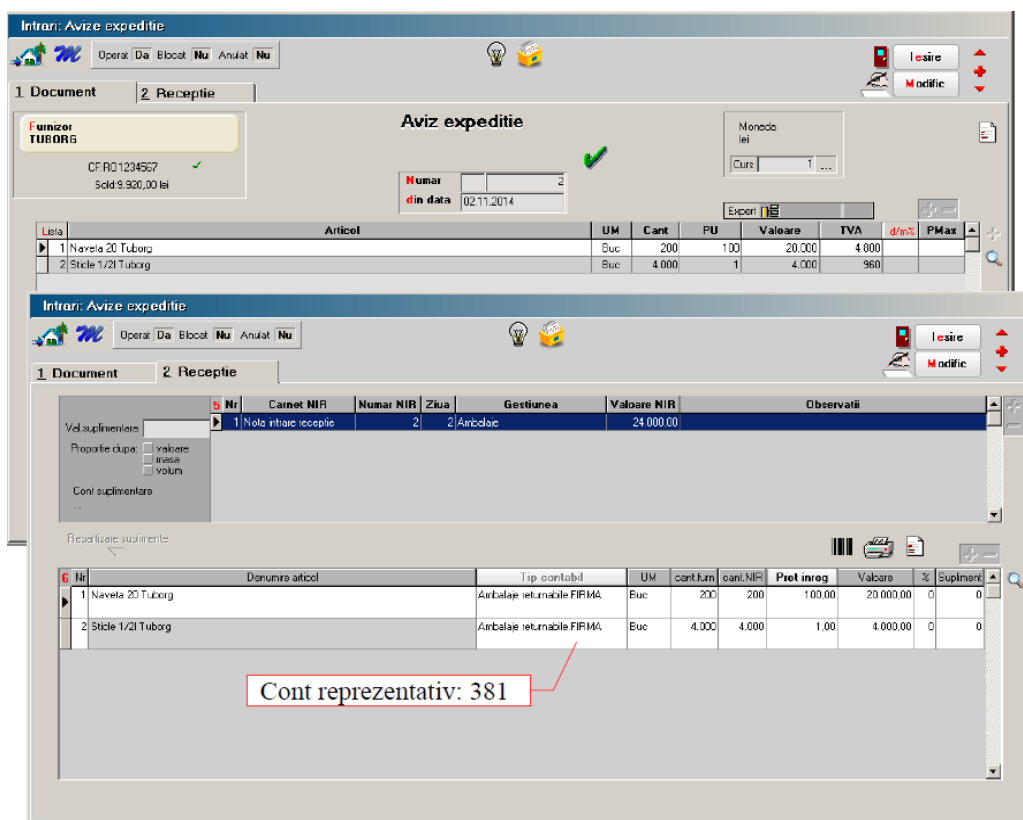 Intrari: Avize expeditie
Operat Da Blocat Nu Anulat Nu
Iesire
Modific
1 Document 2 Receptie
Furnizor
TUBORG
CF:RO1234567
Sold:9.920,00 lei
Aviz expeditie
Numar 2
din data 02.11.2014
Moneda
lei
Curs 1 ...
Export
Lista Articol UM Cant PU Valoare TVA d/m% PMax
1 Naveta 20 Tuborg Buc 200 100 20.000 4.800
2 Sticle 1/2l Tuborg Buc 4.000 1 4.000 960
Intrari: Avize expeditie
Operat Da Blocat Nu Anulat Nu
Iesire
Modific
1 Document 2 Receptie
Val.suplimentare
Proportie dupa: valoare
masa
volum
Cont suplimentare
...
5 Nr Carnet NIR Numar NIR Ziua Gestiunea Valoare NIR Observatii
1 Nota intrare receptie 2 2 Ambalaje 24.000,00
Repartizare suplimente
6 Nr Denumire articol Tip contabil UM cant.furn cant.NIR Pret inreg Valoare % Supliment
1 Naveta 20 Tuborg Ambalaje returnabile.FIRMA Buc 200 200 100,00 20.000,00 0 0
2 Sticle 1/2l Tuborg Ambalaje returnabile.FIRMA Buc 4.000 4.000 1,00 4.000,00 0 0
Cont reprezentativ: 381